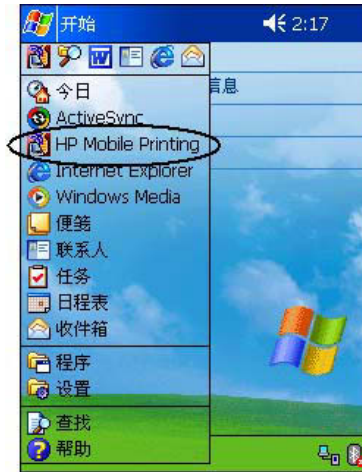 开始 2:17
今日
信息
ActiveSync
HP Mobile Printing
Internet Explorer
Windows Media
便笺
联系人
任务
日程表
收件箱
程序
设置
查找
帮助